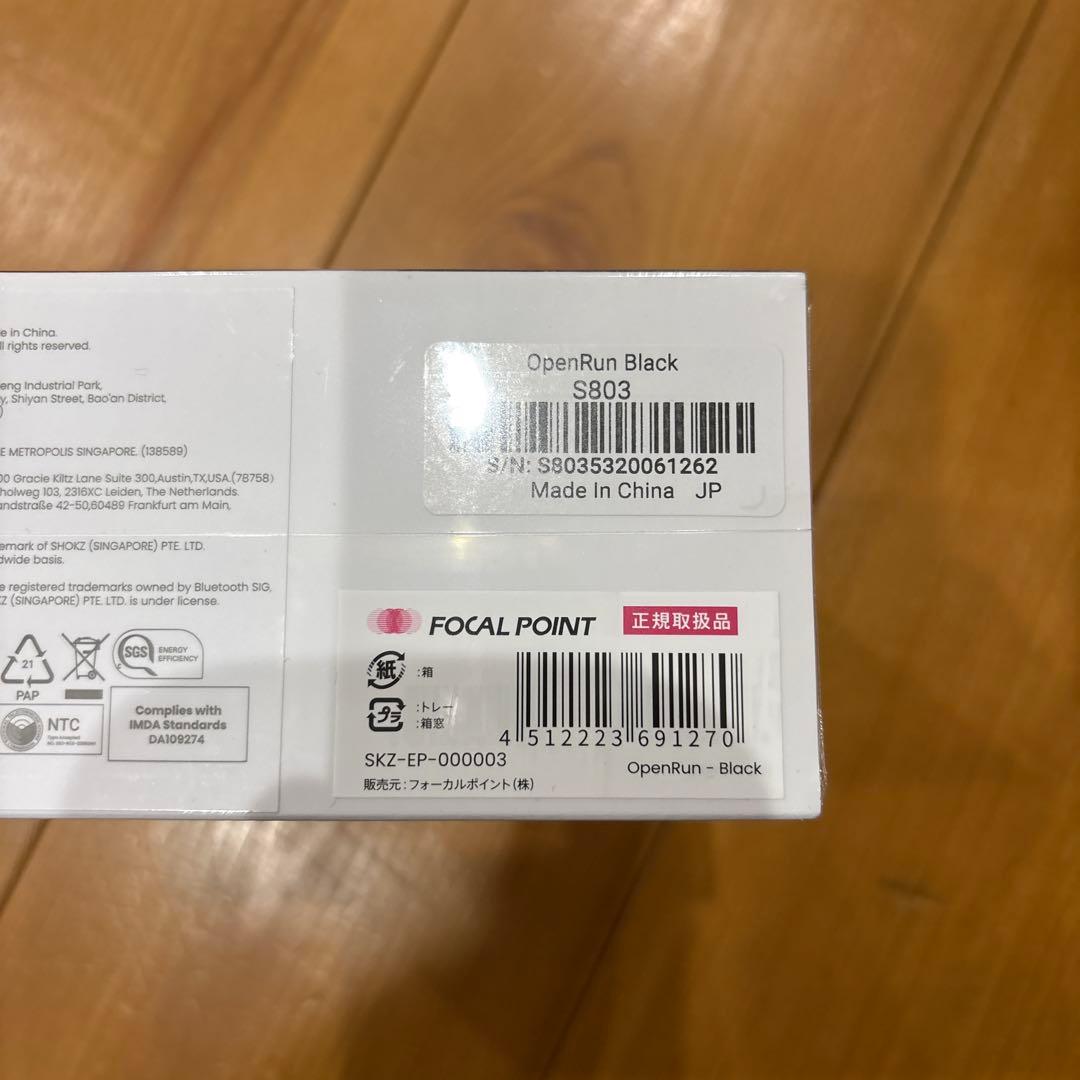 e in China.
ll rights reserved.
eng Industrial Park,
y, Shiyan Street, Bao'an District,
)
E METROPOLIS SINGAPORE. (138589)
00 Gracie Kiltz Lane Suite 300,Austin,TX,USA.(78758)
holweg 103, 2316XC Leiden, The Netherlands.
andstraße 42-50,60489 Frankfurt am Main,
emark of SHOKZ (SINGAPORE) PTE. LTD.
dwide basis.
e registered trademarks owned by Bluetooth SIG,
KZ (SINGAPORE) PTE. LTD. is under license.
21
PAP
SGS
ENERGY
EFFICIENCY
NTC
Type Accepted
Complies with
IMDA Standards
DA109274
OpenRun Black
S803
S/N: S8035320061262
Made In China JP
FOCAL POINT
正規取扱品
紙 :箱
プラ :トレー
:箱窓
4 512223 691270
SKZ-EP-000003
OpenRun - Black
販売元:フォーカルポイント(株)